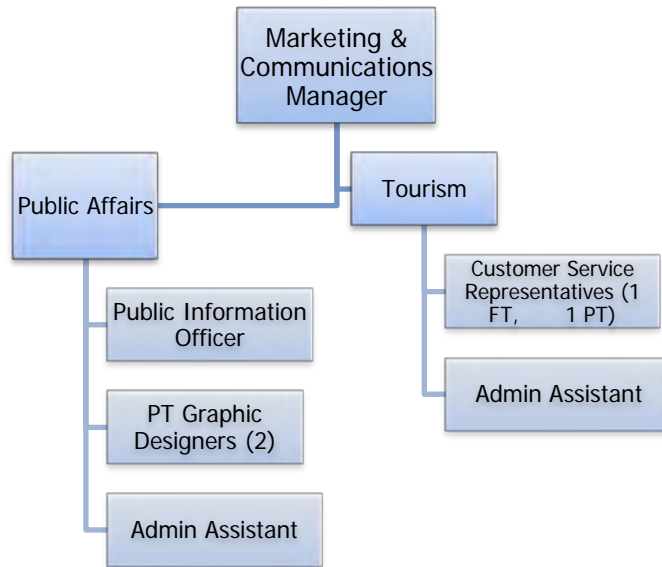 Marketing &
Communications
Manager
Public Affairs
Tourism
Public Information
Officer
PT Graphic
Designers (2)
Admin Assistant
Customer Service
Representatives (1
FT, 1 PT)
Admin Assistant